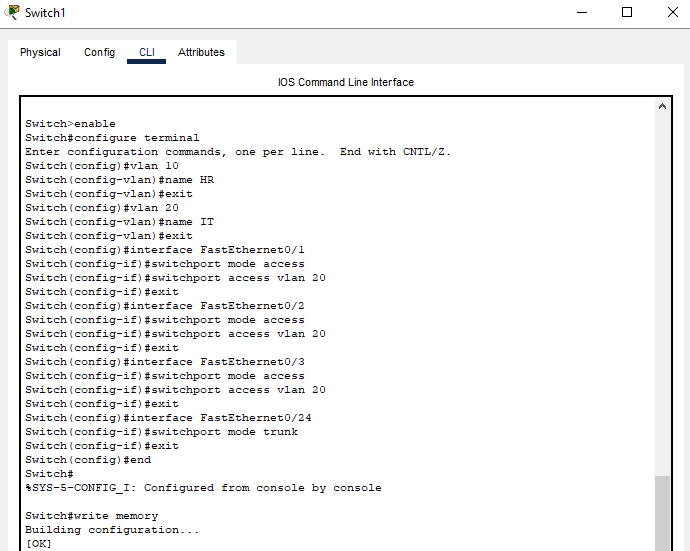 Switch1
Physical Config CLI Attributes
IOS Command Line Interface
Switch>enable
Switch#configure terminal
Enter configuration commands, one per line.  End with CNTL/Z.
Switch(config)#vlan 10
Switch(config-vlan)#name HR
Switch(config-vlan)#exit
Switch(config)#vlan 20
Switch(config-vlan)#name IT
Switch(config-vlan)#exit
Switch(config)#interface FastEthernet0/1
Switch(config-if)#switchport mode access
Switch(config-if)#switchport access vlan 20
Switch(config-if)#exit
Switch(config)#interface FastEthernet0/2
Switch(config-if)#switchport mode access
Switch(config-if)#switchport access vlan 20
Switch(config-if)#exit
Switch(config)#interface FastEthernet0/3
Switch(config-if)#switchport mode access
Switch(config-if)#switchport access vlan 20
Switch(config-if)#exit
Switch(config)#interface FastEthernet0/24
Switch(config-if)#switchport mode trunk
Switch(config-if)#exit
Switch(config)#end
Switch#
%SYS-5-CONFIG_I: Configured from console by console
Switch#write memory
Building configuration...
[OK]